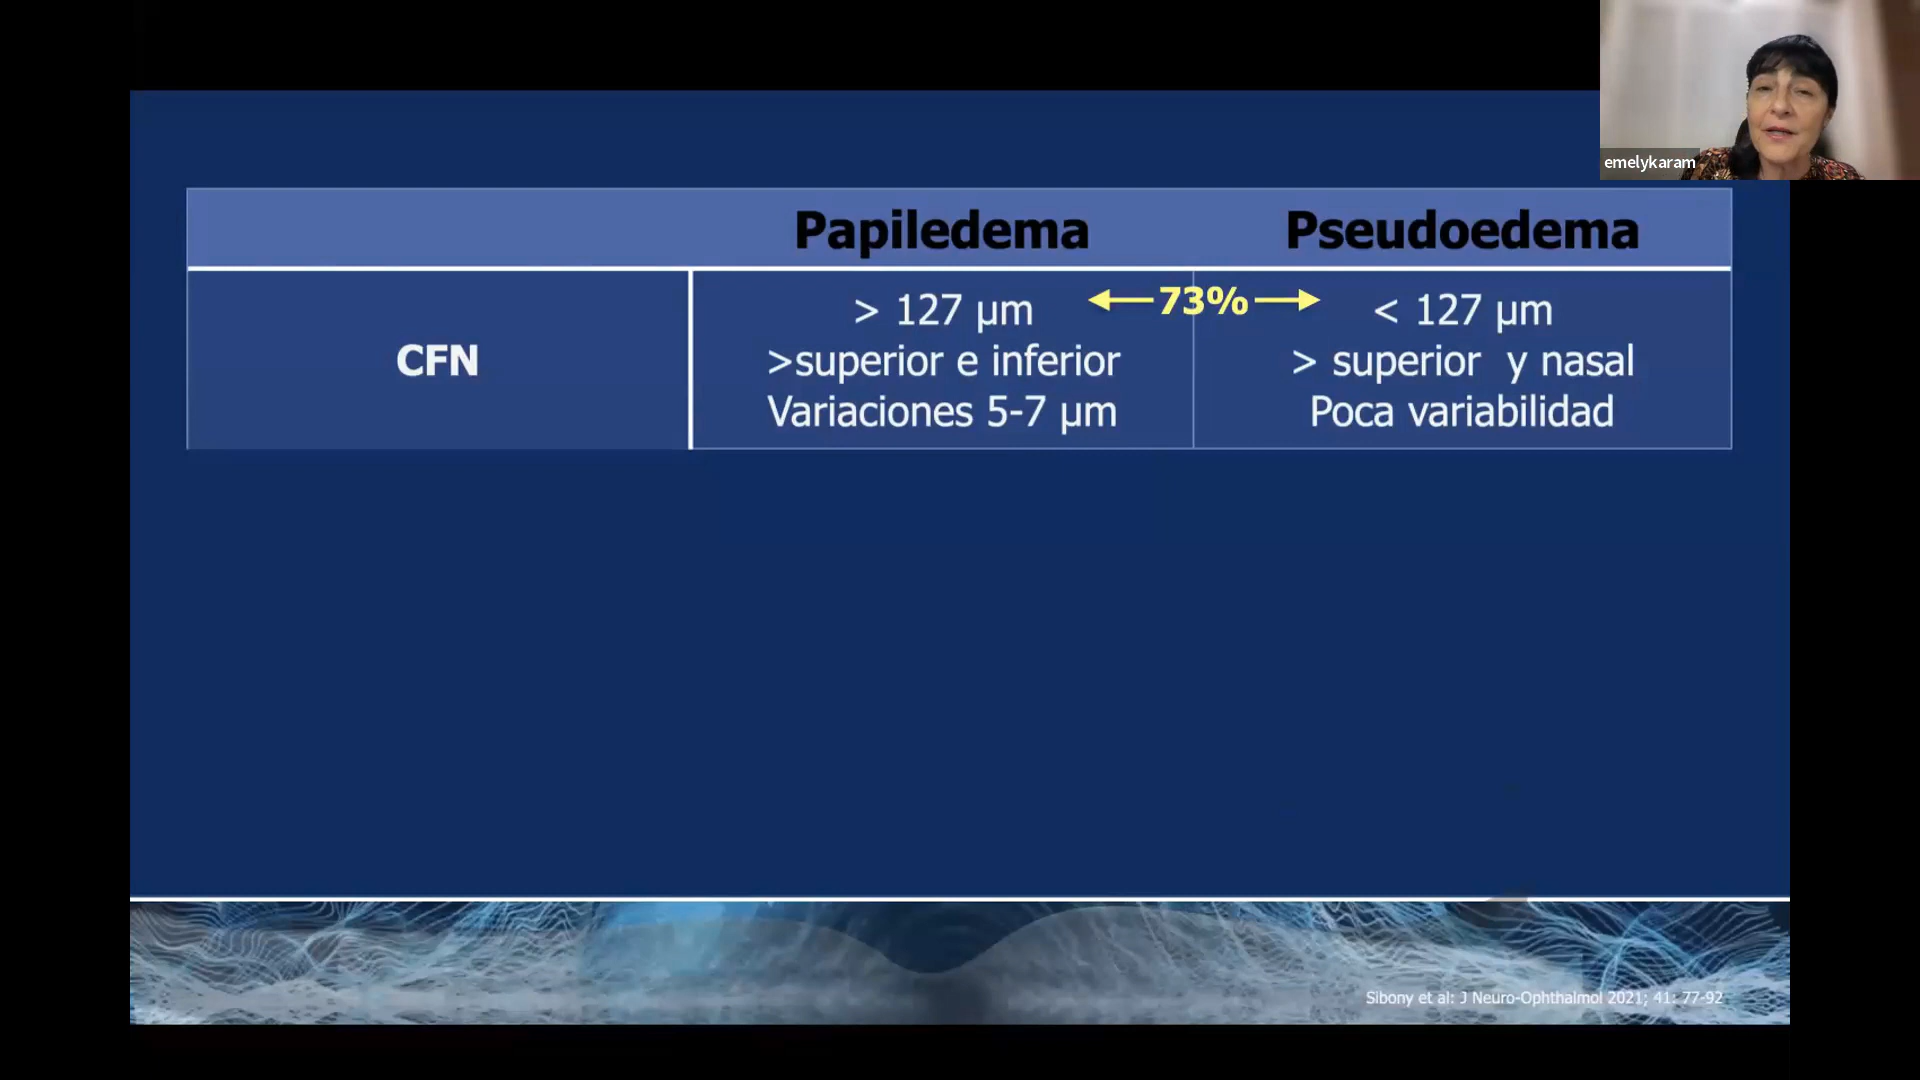 emelykaram
Papiledema
Pseudoedema
CFN
> 127 µm
>superior e inferior
Variaciones 5-7 µm
73%
< 127 µm
> superior y nasal
Poca variabilidad
Sibony et al: J Neuro-Ophthalmol 2021; 41: 77-92